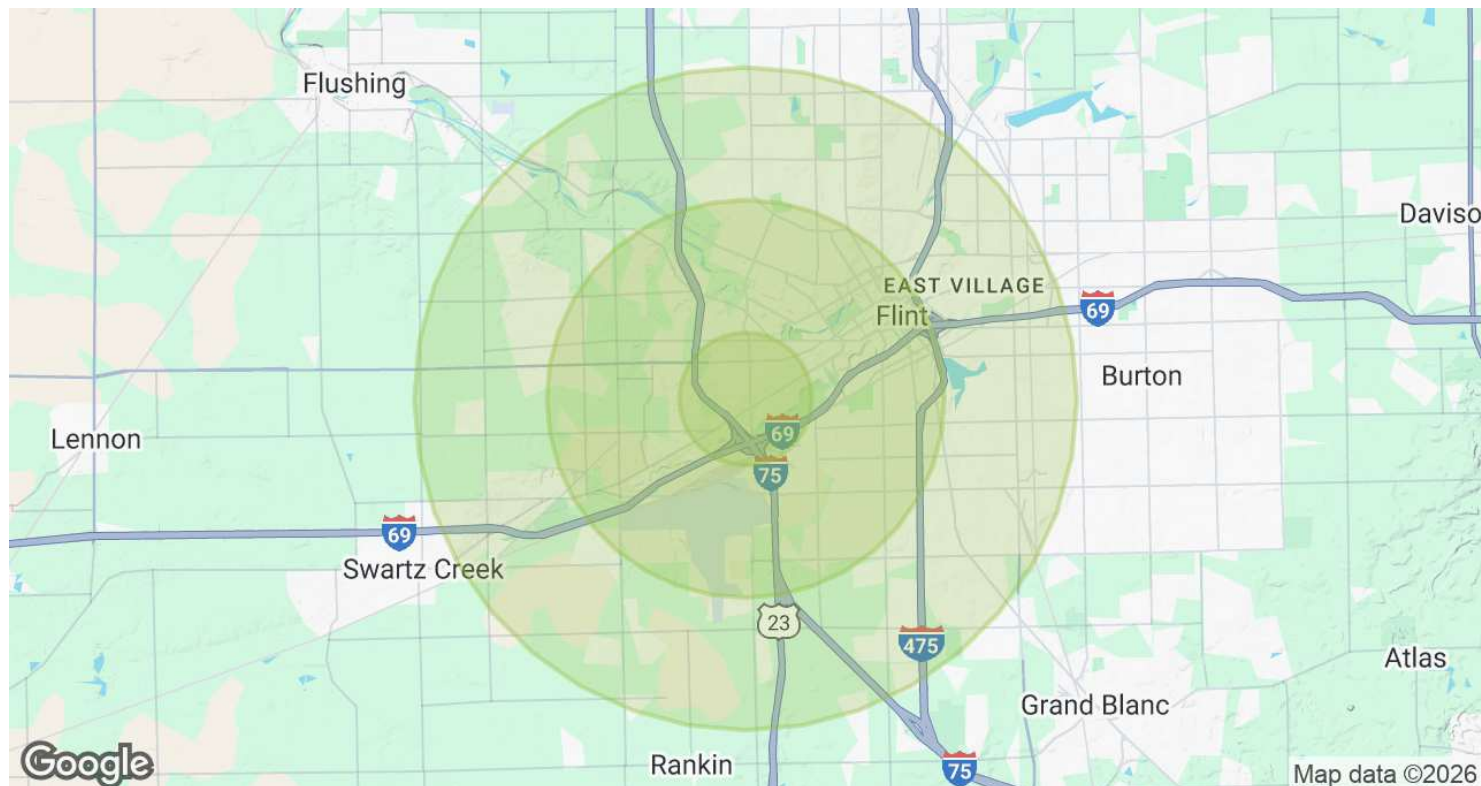 Flushing
Daviso
EAST VILLAGE
Flint
69
Burton
Lennon
69
75
69
Swartz Creek
23
475
Atlas
Grand Blanc
Rankin
75
Google
Map data ©2026